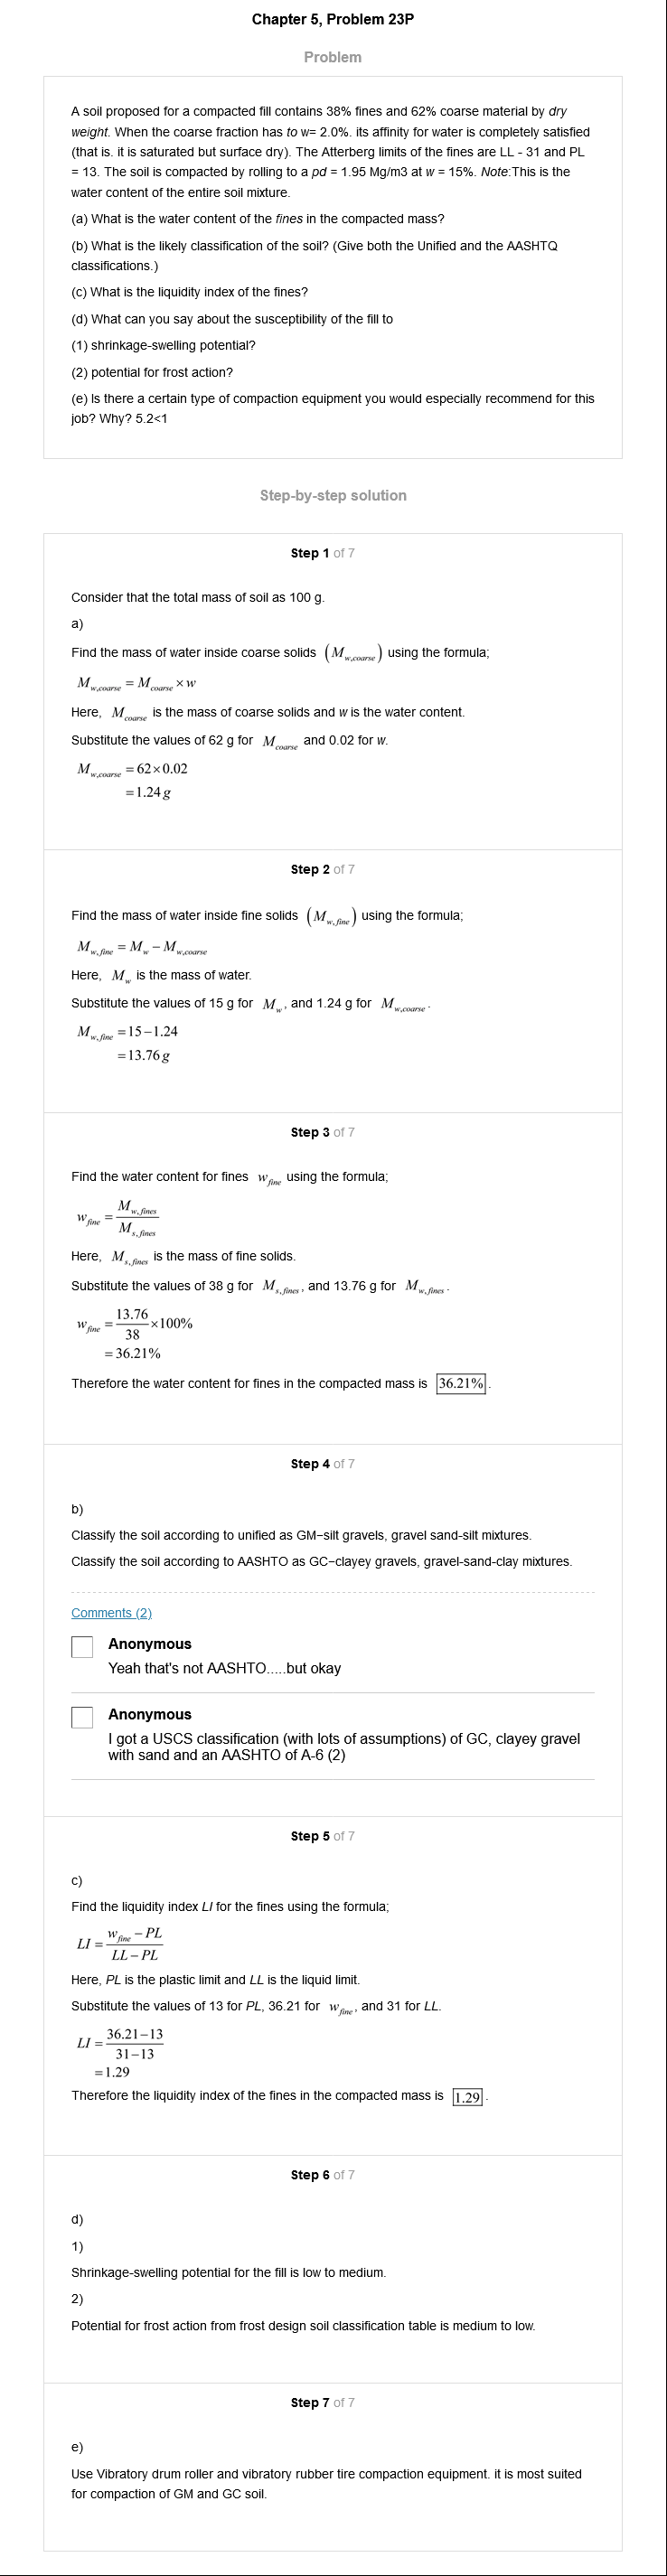 Chapter 5, Problem 23P
Problem
A soil proposed for a compacted fill contains 38% fines and 62% coarse material by dry
weight. When the coarse fraction has to w= 2.0%. its affinity for water is completely satisfied
(that is. it is saturated but surface dry). The Atterberg limits of the fines are LL - 31 and PL
= 13. The soil is compacted by rolling to a pd = 1.95 Mg/m3 at w = 15%. Note:This is the
water content of the entire soil mixture.
(a) What is the water content of the fines in the compacted mass?
(b) What is the likely classification of the soil? (Give both the Unified and the AASHTQ
classifications.)
(c) What is the liquidity index of the fines?
(d) What can you say about the susceptibility of the fill to
(1) shrinkage-swelling potential?
(2) potential for frost action?
(e) Is there a certain type of compaction equipment you would especially recommend for this
job? Why? 5.2<1
Step-by-step solution
Step 1 of 7
Consider that the total mass of soil as 100 g.
a)
Find the mass of water inside coarse solids (M_{w,coarse}) using the formula;
M_{w,coarse} = M_{coarse} × w
Here, M_{coarse} is the mass of coarse solids and w is the water content.
Substitute the values of 62 g for M_{coarse} and 0.02 for w.
M_{w,coarse} = 62×0.02
=1.24 g
Step 2 of 7
Find the mass of water inside fine solids (M_{w,fine}) using the formula;
M_{w,fine} = M_w − M_{w,coarse}
Here, M_w is the mass of water.
Substitute the values of 15 g for M_w, and 1.24 g for M_{w,coarse}.
M_{w,fine} = 15−1.24
=13.76 g
Step 3 of 7
Find the water content for fines w_{fine} using the formula;
w_{fine} = M_{w,fines} / M_{s,fines}
Here, M_{s,fines} is the mass of fine solids.
Substitute the values of 38 g for M_{s,fines}, and 13.76 g for M_{w,fines}.
w_{fine} = 13.76 / 38 ×100%
= 36.21%
Therefore the water content for fines in the compacted mass is 36.21%.
Step 4 of 7
b)
Classify the soil according to unified as GM−silt gravels, gravel sand-silt mixtures.
Classify the soil according to AASHTO as GC−clayey gravels, gravel-sand-clay mixtures.
Comments (2)
Anonymous
Yeah that's not AASHTO.....but okay
Anonymous
I got a USCS classification (with lots of assumptions) of GC, clayey gravel
with sand and an AASHTO of A-6 (2)
Step 5 of 7
c)
Find the liquidity index LI for the fines using the formula;
LI = w_{fine} − PL / LL − PL
Here, PL is the plastic limit and LL is the liquid limit.
Substitute the values of 13 for PL, 36.21 for w_{fine}, and 31 for LL.
LI = 36.21−13 / 31−13
=1.29
Therefore the liquidity index of the fines in the compacted mass is 1.29.
Step 6 of 7
d)
1)
Shrinkage-swelling potential for the fill is low to medium.
2)
Potential for frost action from frost design soil classification table is medium to low.
Step 7 of 7
e)
Use Vibratory drum roller and vibratory rubber tire compaction equipment. it is most suited
for compaction of GM and GC soil.